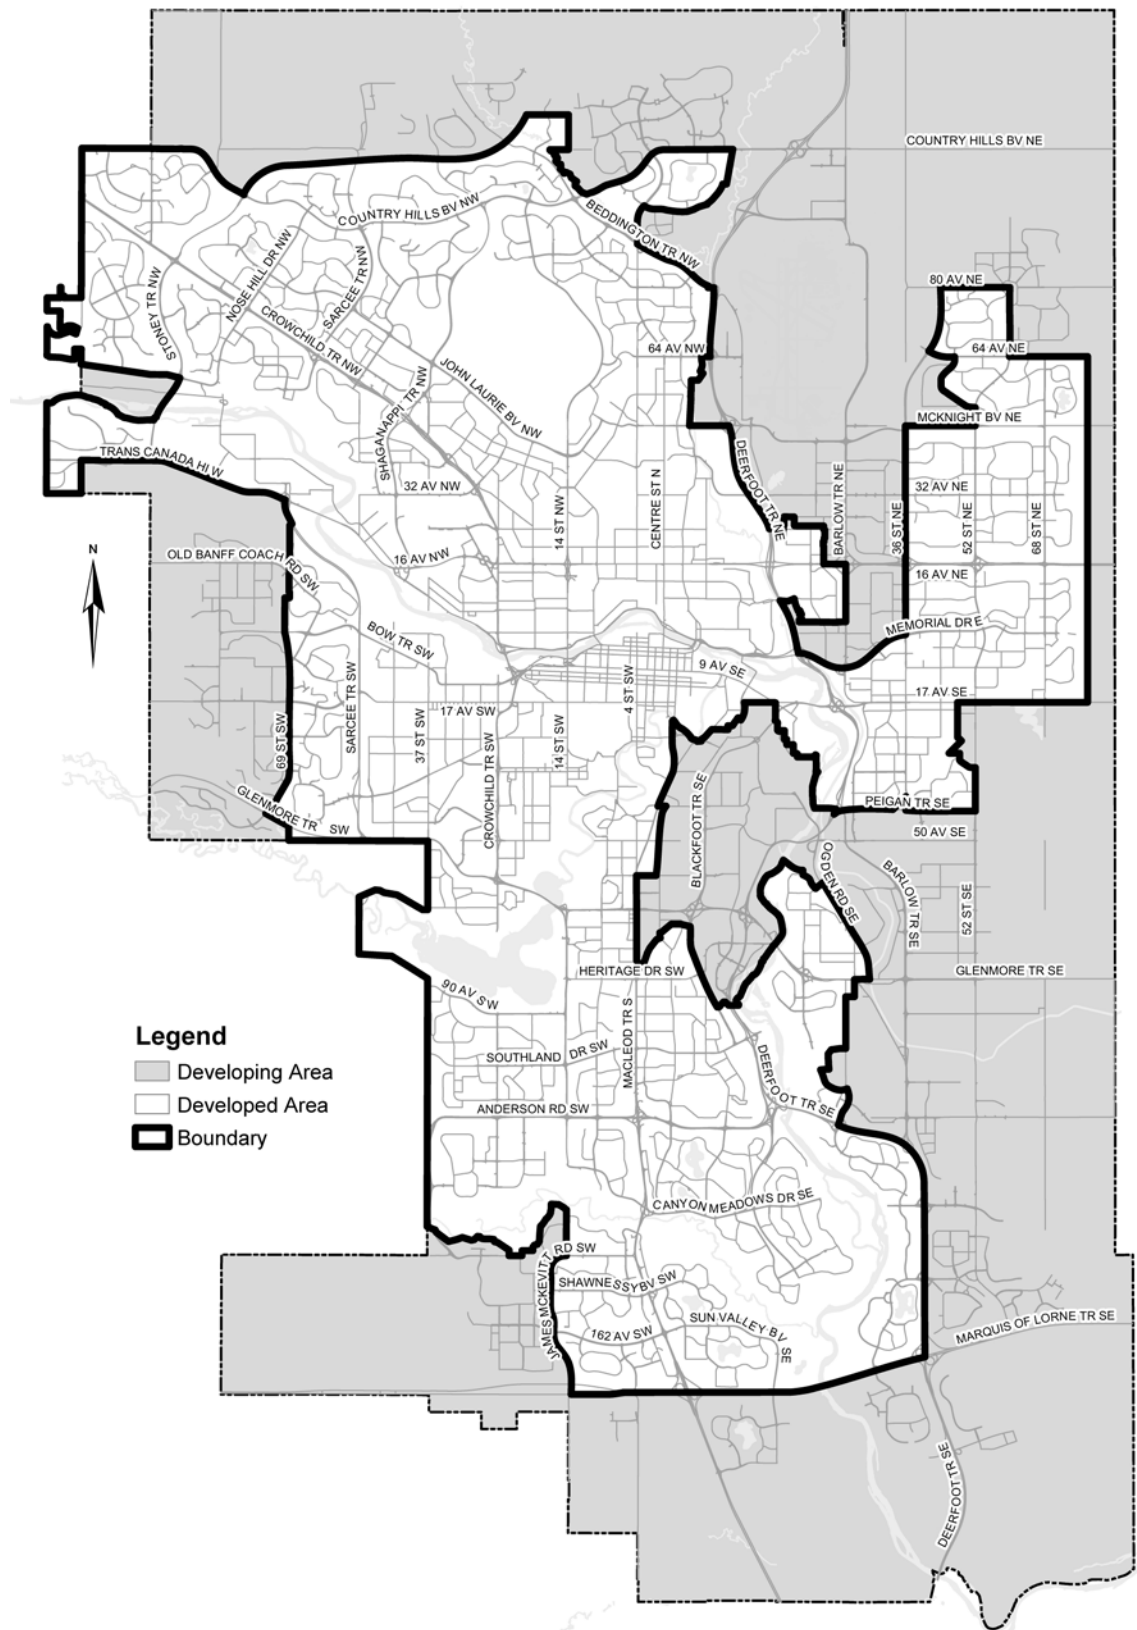 COUNTRY HILLS BV NE
COUNTRY HILLS BV NW
BEDDINGTON TR NW
NOSE HILL DR NW
SARCEE TR NW
STONEY TR NW
80 AV NE
CROWCHILD TR NW
64 AV NW
64 AV NE
JOHN LAURIE BV NW
SHAGANAPPI TR NW
MCKNIGHT BV NE
TRANS CANADA HI W
DEERFOOT TR NE
32 AV NW
14 ST NW
CENTRE ST N
BARLOW TR NE
36 ST NE
32 AV NE
52 ST NE
68 ST NE
N
OLD BANFF COACH RD SW
16 AV NW
16 AV NE
BOW TR SW
MEMORIAL DR E
9 AV SE
SARCEE TR SW
4 ST SW
17 AV SW
17 AV SE
69 ST SW
37 ST SW
CROWCHILD TR SW
14 ST SW
GLENMORE TR SW
BLACKFOOT TR SE
PEIGAN TR SE
50 AV SE
OGDEN RD SE
BARLOW TR SE
52 ST SE
HERITAGE DR SW
GLENMORE TR SE
90 AV SW
MACLEOD TR S
Legend
Developing Area
Developed Area
Boundary
SOUTHLAND DR SW
DEERFOOT TR SE
ANDERSON RD SW
CANYON MEADOWS DR SE
JAMES MCKEVITT RD SW
SHAWNESSY BV SW
162 AV SW
SUN VALLEY BV SE
MARQUIS OF LORNE TR SE
DEERFOOT TR SE